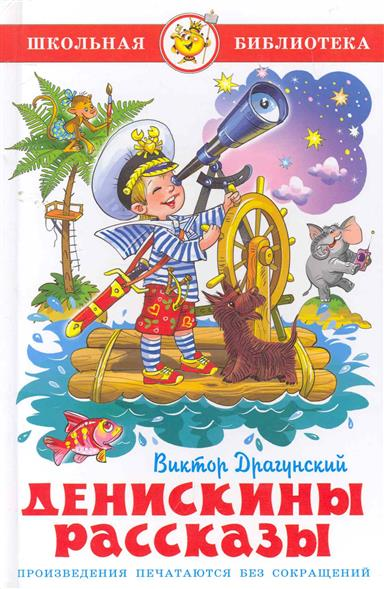 ШКОЛЬНАЯ БИБЛИОТЕКА
Виктор Драгунский
ДЕНИСКИНЫ
РАССКАЗЫ
ПРОИЗВЕДЕНИЯ ПЕЧАТАЮТСЯ БЕЗ СОКРАЩЕНИЙ